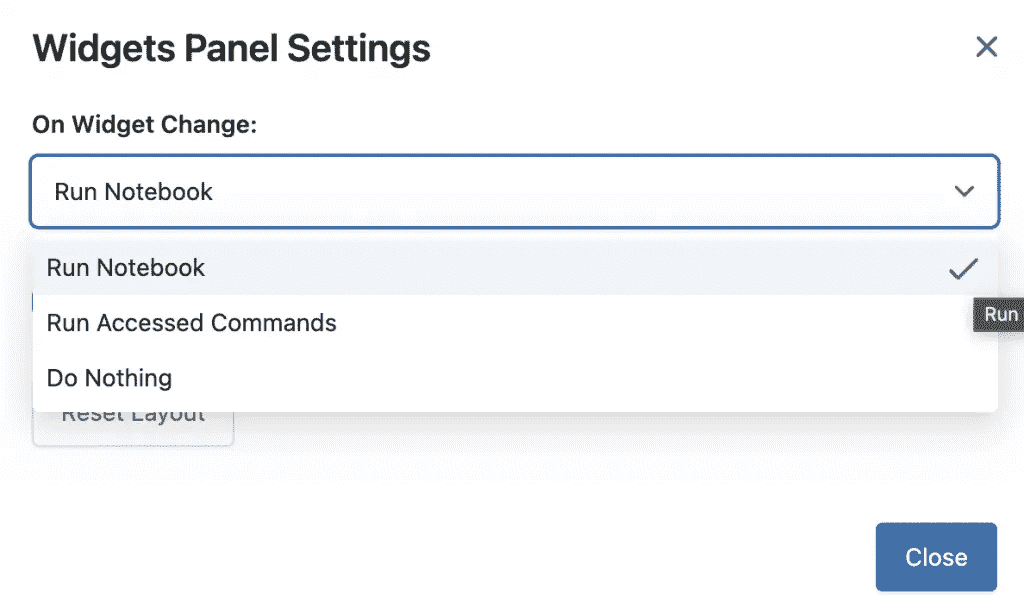 Widgets Panel Settings
On Widget Change:
Run Notebook
Run Notebook
Run Accessed Commands
Run
Do Nothing
Reset Layout
Close